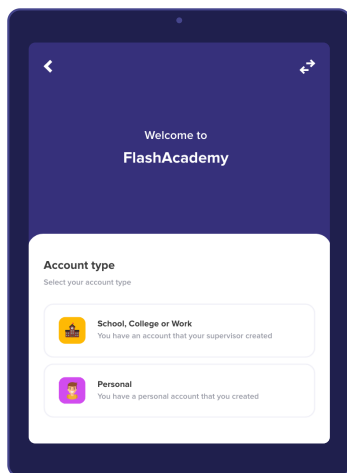 Welcome to
FlashAcademy
Account type
Select your account type
School, College or Work
You have an account that your supervisor created
Personal
You have a personal account that you created